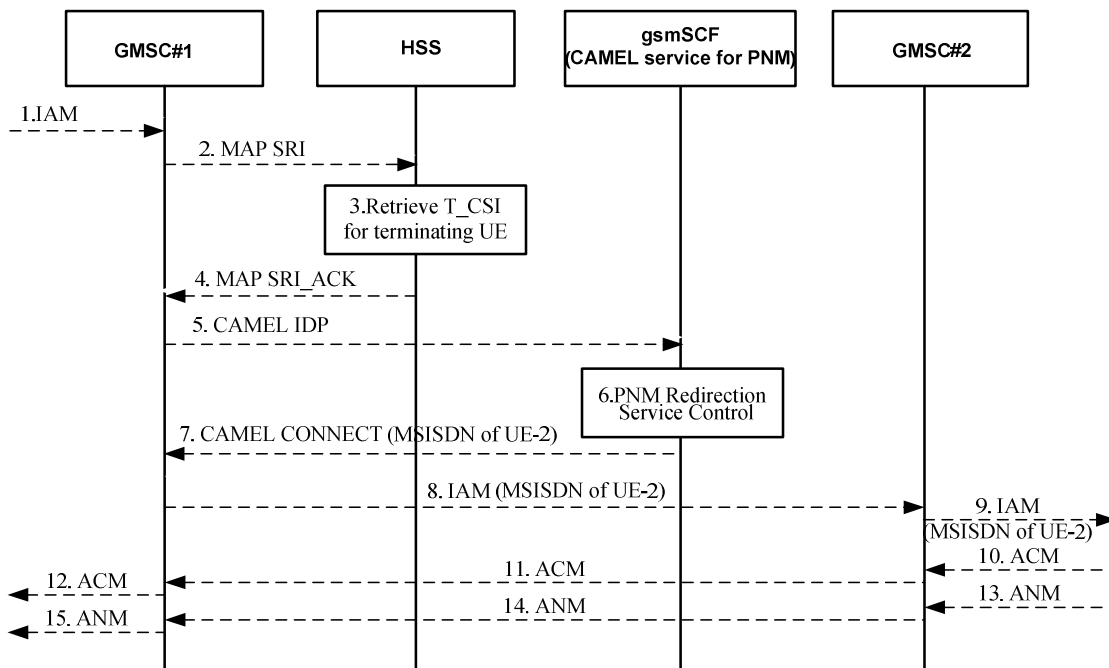 GMSC#1
HSS
gsmSCF
(CAMEL service for PNM)
GMSC#2
1.IAM
2. MAP SRI
3.Retrieve T_CSI
for terminating UE
4. MAP SRI_ACK
5. CAMEL IDP
6.PNM Redirection
Service Control
7. CAMEL CONNECT (MSISDN of UE-2)
8. IAM (MSISDN of UE-2)
9. IAM
(MSISDN of UE-2)
10. ACM
11. ACM
12. ACM
13. ANM
14. ANM
15. ANM